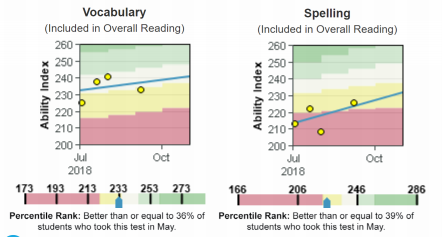 Vocabulary
(Included in Overall Reading)
Ability Index
260
250
240
230
220
210
200
Jul
2018
Oct
173 193 213 233 253 273
Percentile Rank: Better than or equal to 36% of
students who took this test in May.
Spelling
(Included in Overall Reading)
Ability Index
260
250
240
230
220
210
200
Jul
2018
Oct
166 206 246 286
Percentile Rank: Better than or equal to 39% of
students who took this test in May.